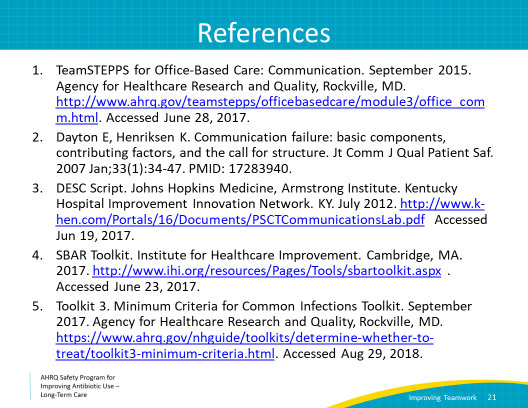 References
1. TeamSTEPPS for Office-Based Care: Communication. September 2015.
Agency for Healthcare Research and Quality, Rockville, MD.
http://www.ahrq.gov/teamstepps/officebasedcare/module3/office_com
m.html. Accessed June 28, 2017.
2. Dayton E, Henriksen K. Communication failure: basic components,
contributing factors, and the call for structure. Jt Comm J Qual Patient Saf.
2007 Jan;33(1):34-47. PMID: 17283940.
3. DESC Script. Johns Hopkins Medicine, Armstrong Institute. Kentucky
Hospital Improvement Innovation Network. KY. July 2012. http://www.k-
hen.com/Portals/16/Documents/PSCTCommunicationsLab.pdf Accessed
Jun 19, 2017.
4. SBAR Toolkit. Institute for Healthcare Improvement. Cambridge, MA.
2017. http://www.ihi.org/resources/Pages/Tools/sbartoolkit.aspx .
Accessed June 23, 2017.
5. Toolkit 3. Minimum Criteria for Common Infections Toolkit. September
2017. Agency for Healthcare Research and Quality, Rockville, MD.
https://www.ahrq.gov/nhguide/toolkits/determine-whether-to-
treat/toolkit3-minimum-criteria.html. Accessed Aug 29, 2018.
AHRQ Safety Program for
Improving Antibiotic Use –
Long-Term Care
Improving Teamwork 21